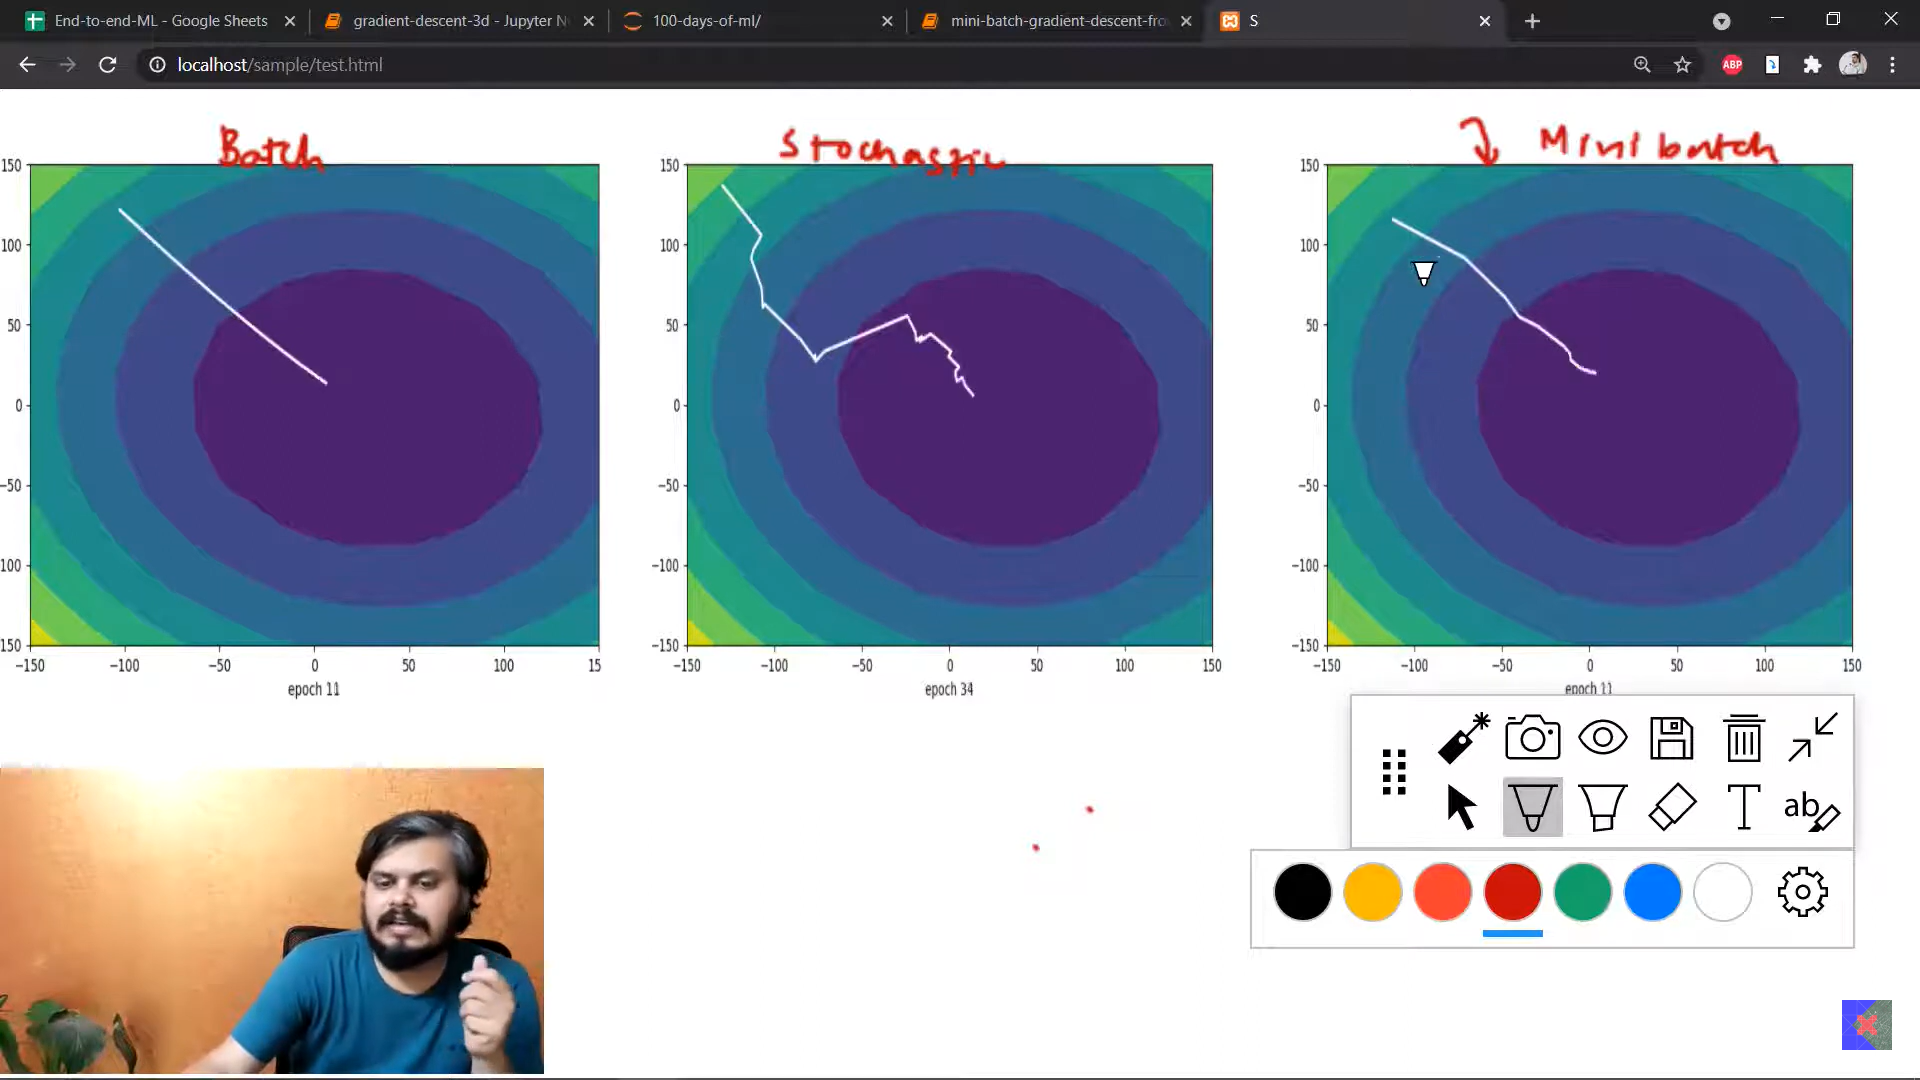 End-to-end-ML - Google Sheets
gradient-descent-3d - Jupyter N
100-days-of-ml/
mini-batch-gradient-descent-fro
S
localhost/sample/test.html
ABP
Batch
Stochastic
Mini batch
150
100
50
0
−50
−100
150
−150 −100 −50 0 50 100 15
epoch 11
150
100
50
0
−50
−100
−150
−150 −100 −50 0 50 100 150
epoch 34
150
100
50
0
−50
−100
−150
−150 −100 −50 0 50 100 150
epoch 11
T
ab